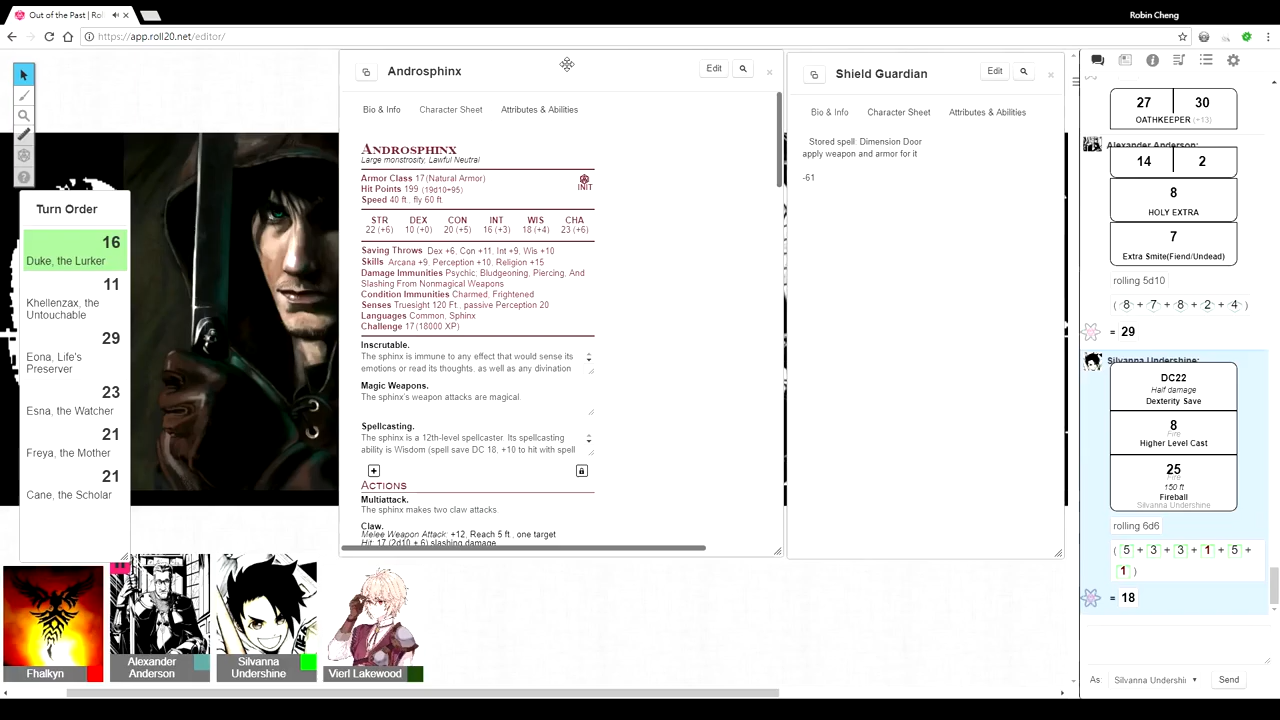 Out of the Past | Rol
Robin Cheng
https://app.roll20.net/editor/
Turn Order
16
Duke, the Lurker
11
Khellenzax, the
Untouchable
29
Eona, Life's
Preserver
23
Esna, the Watcher
21
Freya, the Mother
21
Cane, the Scholar
Androsphinx
Edit
Bio & Info
Character Sheet
Attributes & Abilities
Androsphinx
Large monstrosity, Lawful Neutral
Armor Class 17 (Natural Armor)
Hit Points 199 (19d10+95)
Speed 40 ft., fly 60 ft.
INIT
STR DEX CON INT WIS CHA
22 (+6) 10 (+0) 20 (+5) 16 (+3) 18 (+4) 23 (+6)
Saving Throws Dex +6, Con +11, Int +9, Wis +10
Skills Arcana +9, Perception +10, Religion +15
Damage Immunities Psychic, Bludgeoning, Piercing, And
Slashing From Nonmagical Weapons
Condition Immunities Charmed, Frightened
Senses Truesight 120 Ft., passive Perception 20
Languages Common, Sphinx
Challenge 17 (18000 XP)
Inscrutable.
The sphinx is immune to any effect that would sense its
emotions or read its thoughts, as well as any divination
Magic Weapons.
The sphinx's weapon attacks are magical.
Spellcasting.
The sphinx is a 12th-level spellcaster. Its spellcasting
ability is Wisdom (spell save DC 18, +10 to hit with spell
+
Actions
Multiattack.
The sphinx makes two claw attacks.
Claw.
Melee Weapon Attack: +12, Reach 5 ft., one target
Hit: 17 (2d10 + 6) slashing damage
Shield Guardian
Edit
Bio & Info
Character Sheet
Attributes & Abilities
Stored spell: Dimension Door
apply weapon and armor for it
-61
27 30
OATHKEEPER (+13)
Alexander Anderson:
14 2
8
HOLY EXTRA
7
Extra Smite(Fiend/Undead)
rolling 5d10
( 8 + 7 + 8 + 2 + 4 )
= 29
Silvanna Undershine:
DC22
Half damage
Dexterity Save
8
Fire
Higher Level Cast
25
Fire
150 ft
Fireball
Silvanna Undershine
rolling 6d6
( 5 + 3 + 3 + 1 + 5 +
1 )
= 18
As
Silvanna Undershi
Send
Fhalkyn
Alexander
Anderson
Silvanna
Undershine
Vierl Lakewood